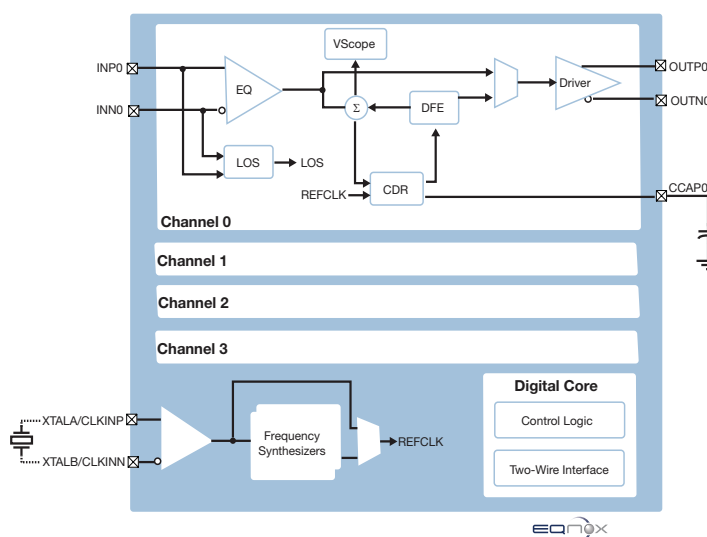 VScope
INP0
EQ
Driver
OUTP0
INN0
Σ
DFE
OUTN0
LOS
LOS
REFCLK
CDR
CCAP0
Channel 0
Channel 1
Channel 2
Channel 3
Digital Core
Control Logic
Two-Wire Interface
XTALA/CLKINP
Frequency
Synthesizers
REFCLK
XTALB/CLKINN
EQNOX